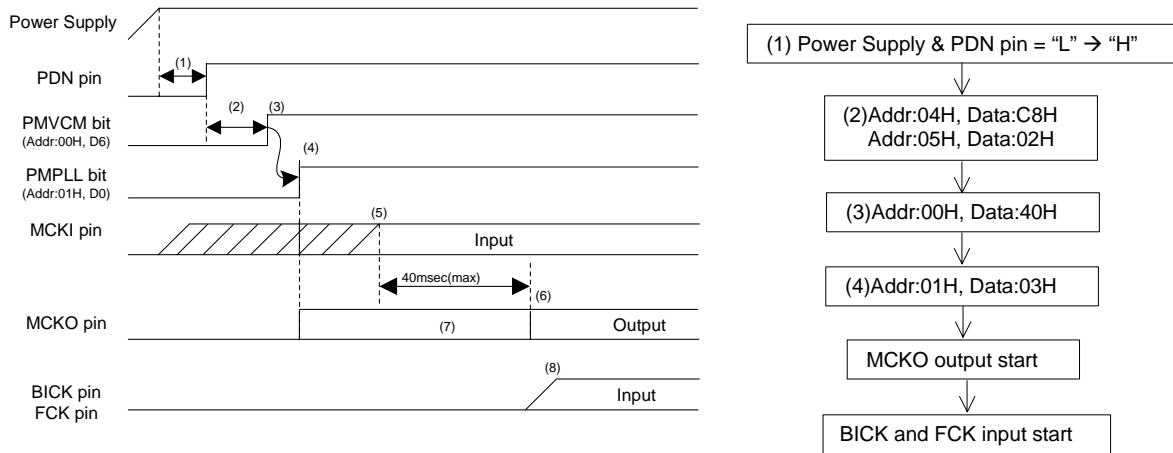 Power Supply
(1)
PDN pin
(2)
(3)
PMVCM bit
(Addr:00H, D6)
(4)
PMPLL bit
(Addr:01H, D0)
(5)
MCKI pin
Input
40msec(max)
(6)
MCKO pin
(7)
Output
(8)
BICK pin
FCK pin
Input
(1) Power Supply & PDN pin = “L” → “H”
(2)Addr:04H, Data:C8H
Addr:05H, Data:02H
(3)Addr:00H, Data:40H
(4)Addr:01H, Data:03H
MCKO output start
BICK and FCK input start